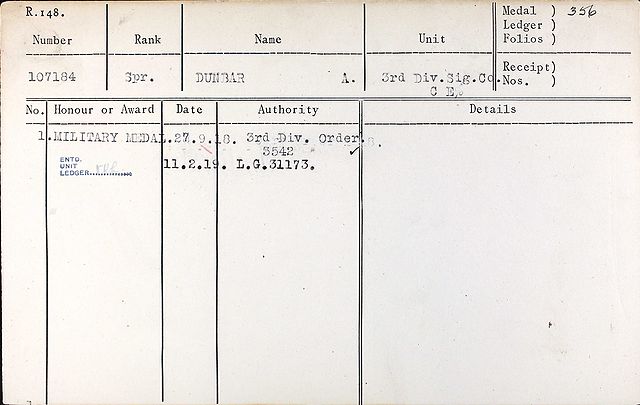 R.148.
Medal ) 356
Ledger )
Folios )
Number Rank Name Unit
Receipt)
Nos. )
107184 Spr. DUNBAR A. 3rd Div.Sig.Co.
C E.
No. Honour or Award Date Authority Details
1. MILITARY MEDAL. 27.9.18. 3rd Div. Orders.
3542 ✓
ENTD.
UNIT
LEDGER
11.2.19. L.G.31173.